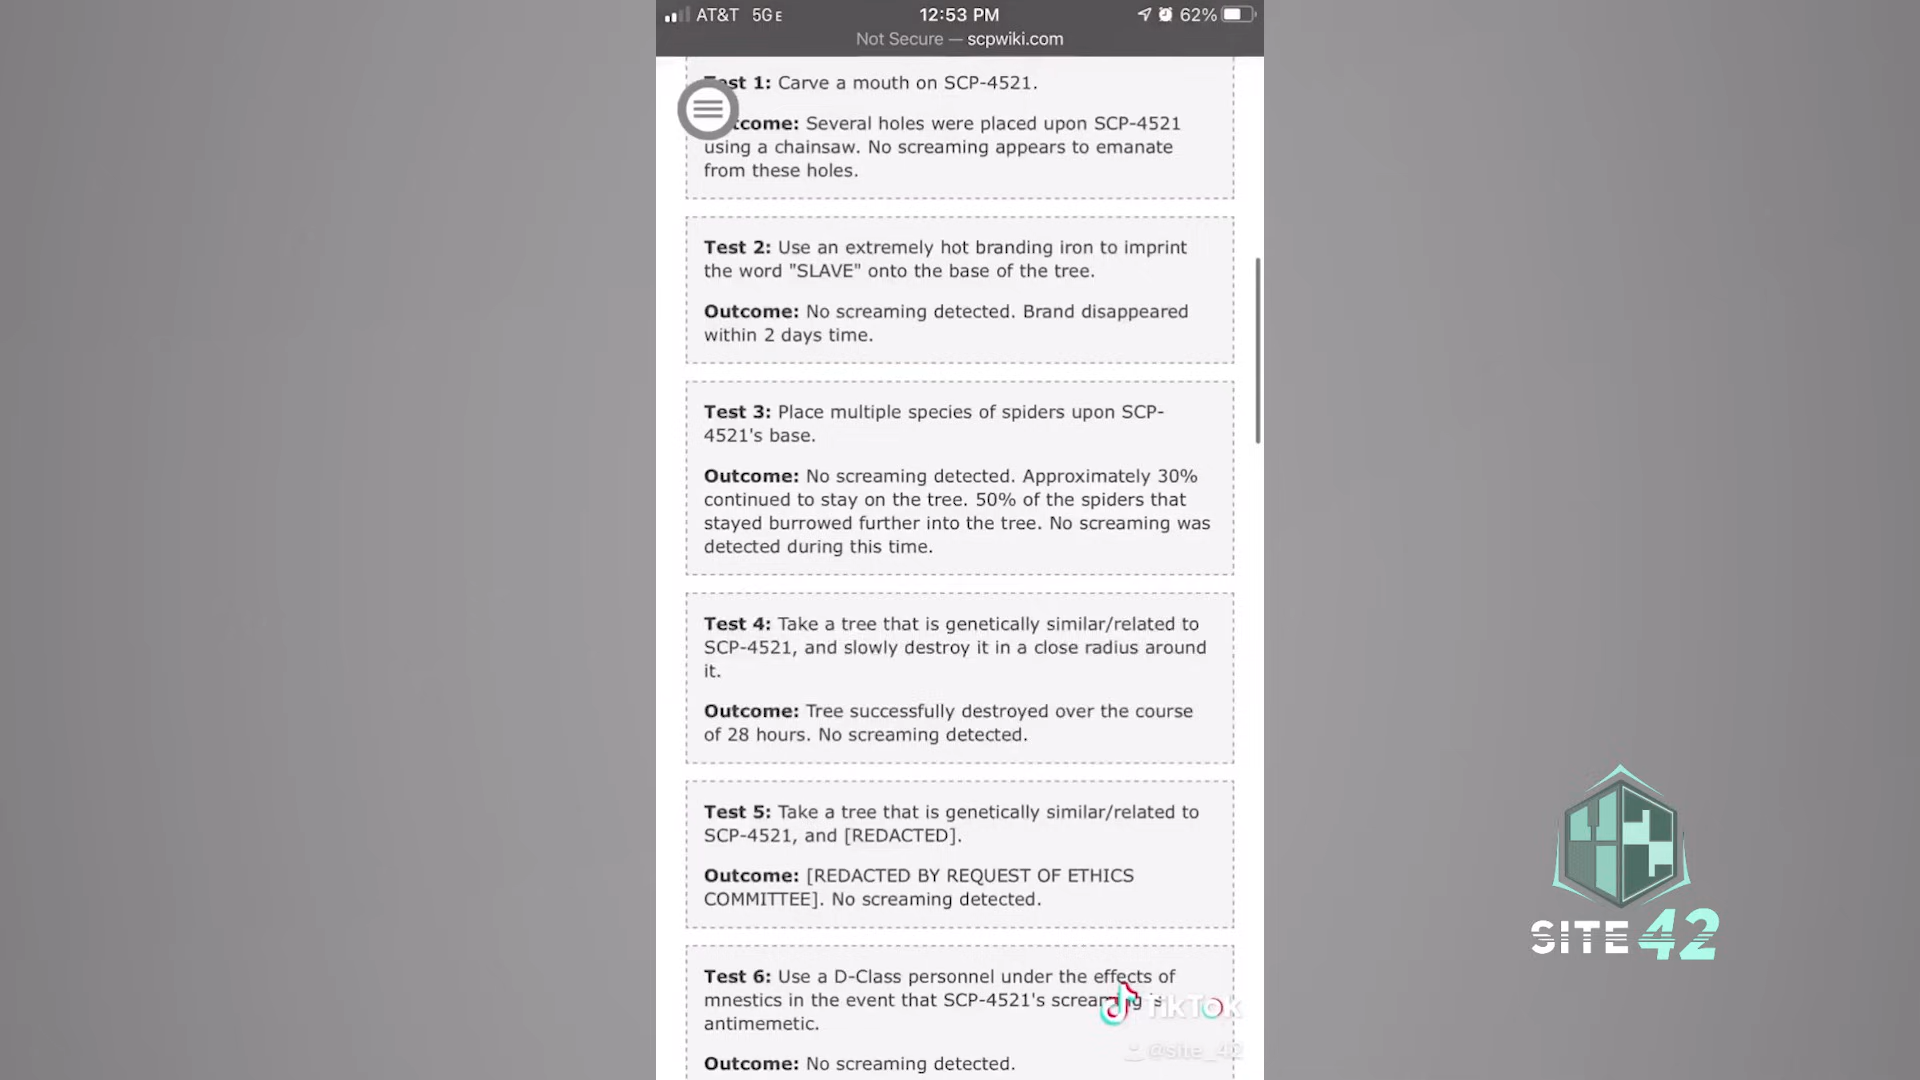 AT&T 5GE 12:53 PM 62%
Not Secure — scpwiki.com
Test 1: Carve a mouth on SCP-4521.
Outcome: Several holes were placed upon SCP-4521
using a chainsaw. No screaming appears to emanate
from these holes.
Test 2: Use an extremely hot branding iron to imprint
the word "SLAVE" onto the base of the tree.
Outcome: No screaming detected. Brand disappeared
within 2 days time.
Test 3: Place multiple species of spiders upon SCP-
4521's base.
Outcome: No screaming detected. Approximately 30%
continued to stay on the tree. 50% of the spiders that
stayed burrowed further into the tree. No screaming was
detected during this time.
Test 4: Take a tree that is genetically similar/related to
SCP-4521, and slowly destroy it in a close radius around
it.
Outcome: Tree successfully destroyed over the course
of 28 hours. No screaming detected.
Test 5: Take a tree that is genetically similar/related to
SCP-4521, and [REDACTED].
Outcome: [REDACTED BY REQUEST OF ETHICS
COMMITTEE]. No screaming detected.
Test 6: Use a D-Class personnel under the effects of
mnestics in the event that SCP-4521's screaming is
antimemetic.
Outcome: No screaming detected.
TikTok
@site_42
SITE 42